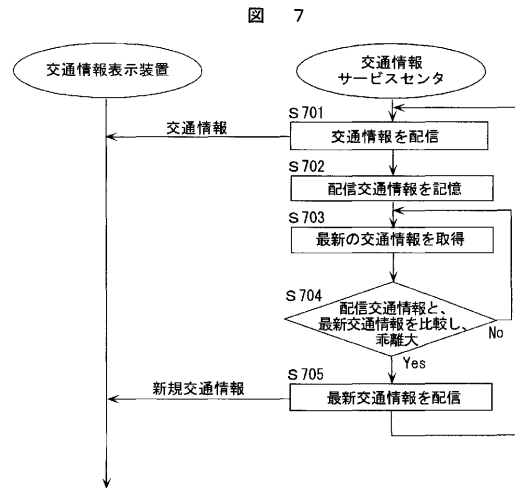 図 7
交通情報表示装置
交通情報
サービスセンタ
S701
交通情報
交通情報を配信
S702
配信交通情報を記憶
S703
最新の交通情報を取得
S704
配信交通情報と、
最新交通情報を比較し、
乖離大
No
Yes
S705
新規交通情報
最新交通情報を配信